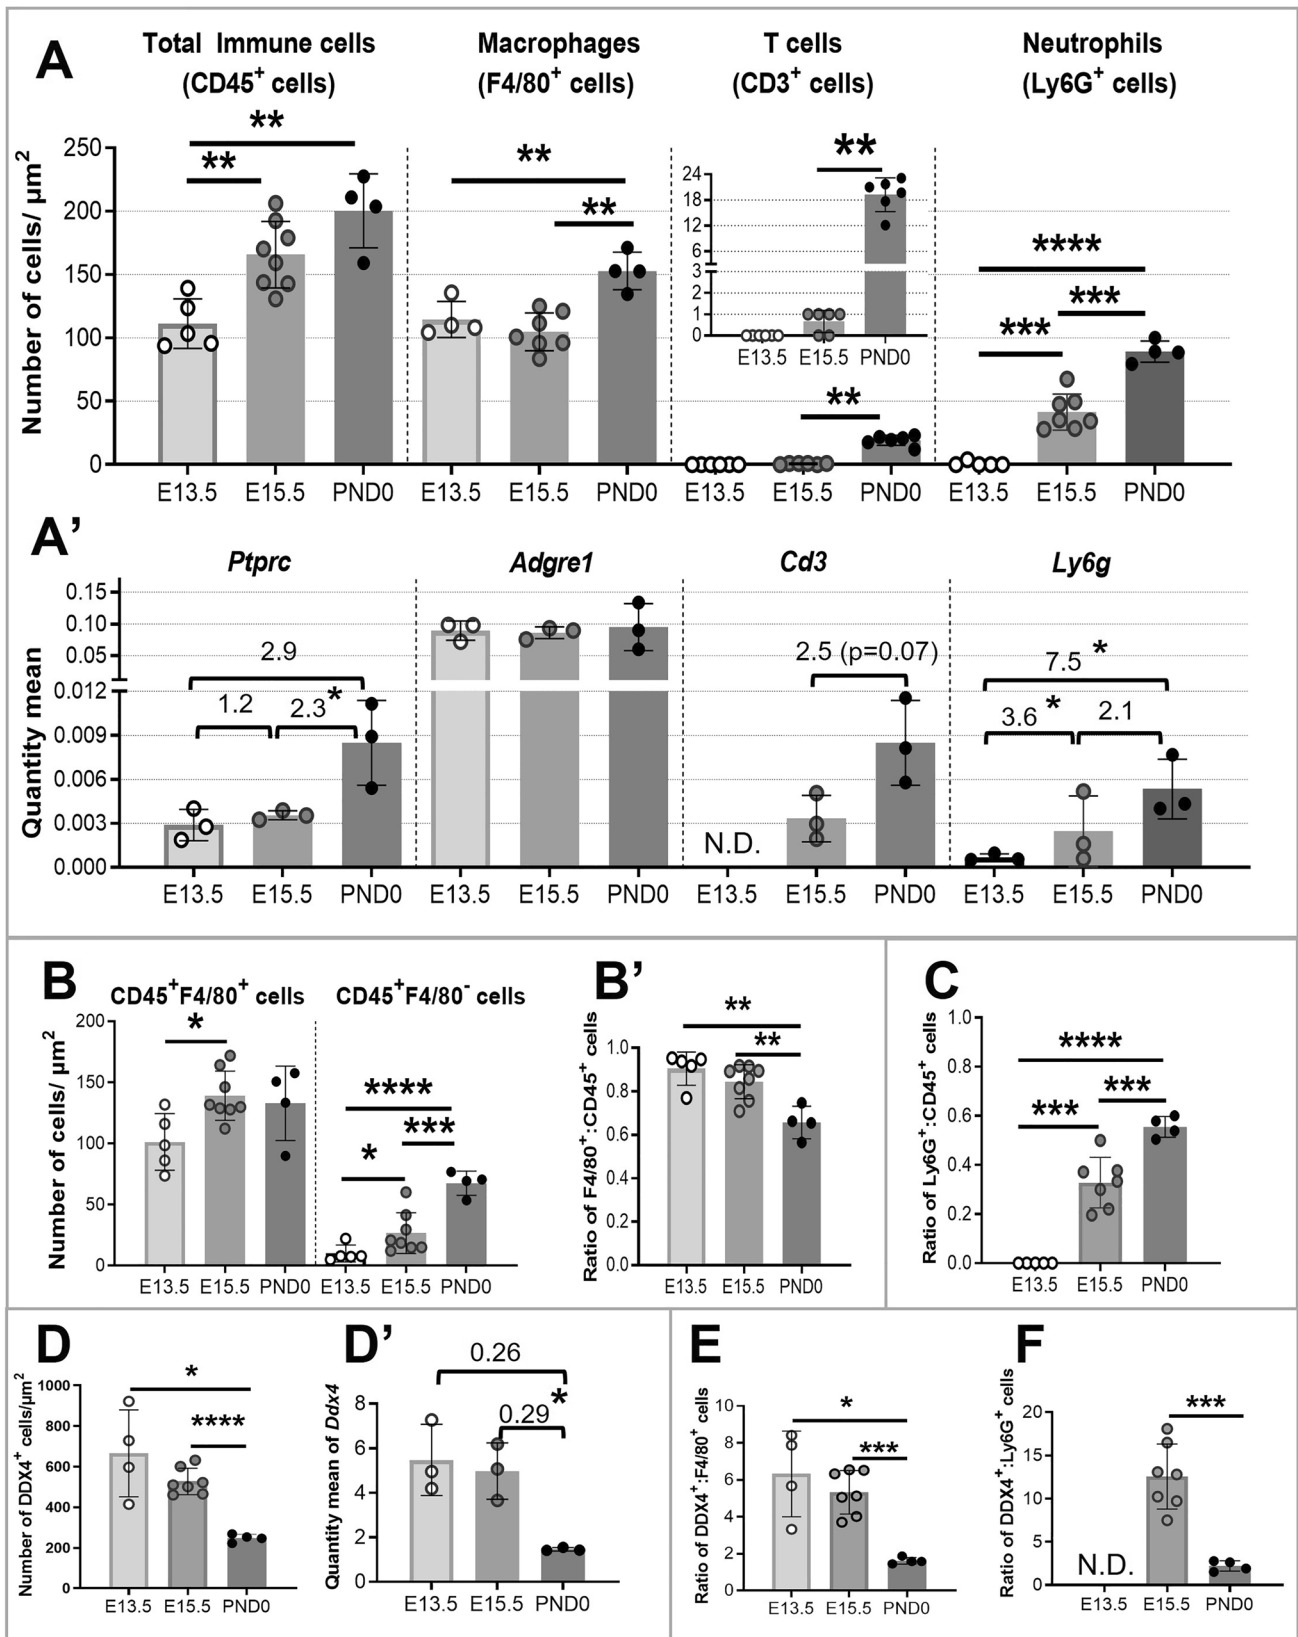 A
Total Immune cells
(CD45+ cells)
Macrophages
(F4/80+ cells)
T cells
(CD3+ cells)
Neutrophils
(Ly6G+ cells)
Number of cells/ μm2
250
200
150
100
50
0
**
**
**
**
**
24
18
12
6
3
2
1
0
E13.5 E15.5 PND0
**
****
***
***
E13.5 E15.5 PND0 E13.5 E15.5 PND0 E13.5 E15.5 PND0 E13.5 E15.5 PND0
A'
Ptprc Adgre1 Cd3 Ly6g
Quantity mean
0.15
0.10
0.05
0.012
0.009
0.006
0.003
0.000
2.9
1.2
2.3 *
N.D.
2.5 (p=0.07)
7.5 *
3.6 *
2.1
E13.5 E15.5 PND0 E13.5 E15.5 PND0 E13.5 E15.5 PND0 E13.5 E15.5 PND0
B
CD45+F4/80+ cells
CD45+F4/80- cells
Number of cells/ μm2
200
150
100
50
0
*
****
***
*
E13.5 E15.5 PND0 E13.5 E15.5 PND0
B'
Ratio of F4/80+:CD45+ cells
1.0
0.8
0.6
0.4
0.2
0.0
**
**
E13.5 E15.5 PND0
C
Ratio of Ly6G+:CD45+ cells
1.0
0.8
0.6
0.4
0.2
0.0
****
***
***
E13.5 E15.5 PND0
D
Number of DDX4+ cells/μm2
1000
800
600
400
200
0
*
****
E13.5 E15.5 PND0
D'
Quantity mean of Ddx4
8
6
4
2
0
0.26
*
0.29
E13.5 E15.5 PND0
E
Ratio of DDX4+:F4/80+ cells
10
8
6
4
2
0
*
***
E13.5 E15.5 PND0
F
Ratio of DDX4+:Ly6G+ cells
20
15
10
5
0
***
N.D.
E13.5 E15.5 PND0